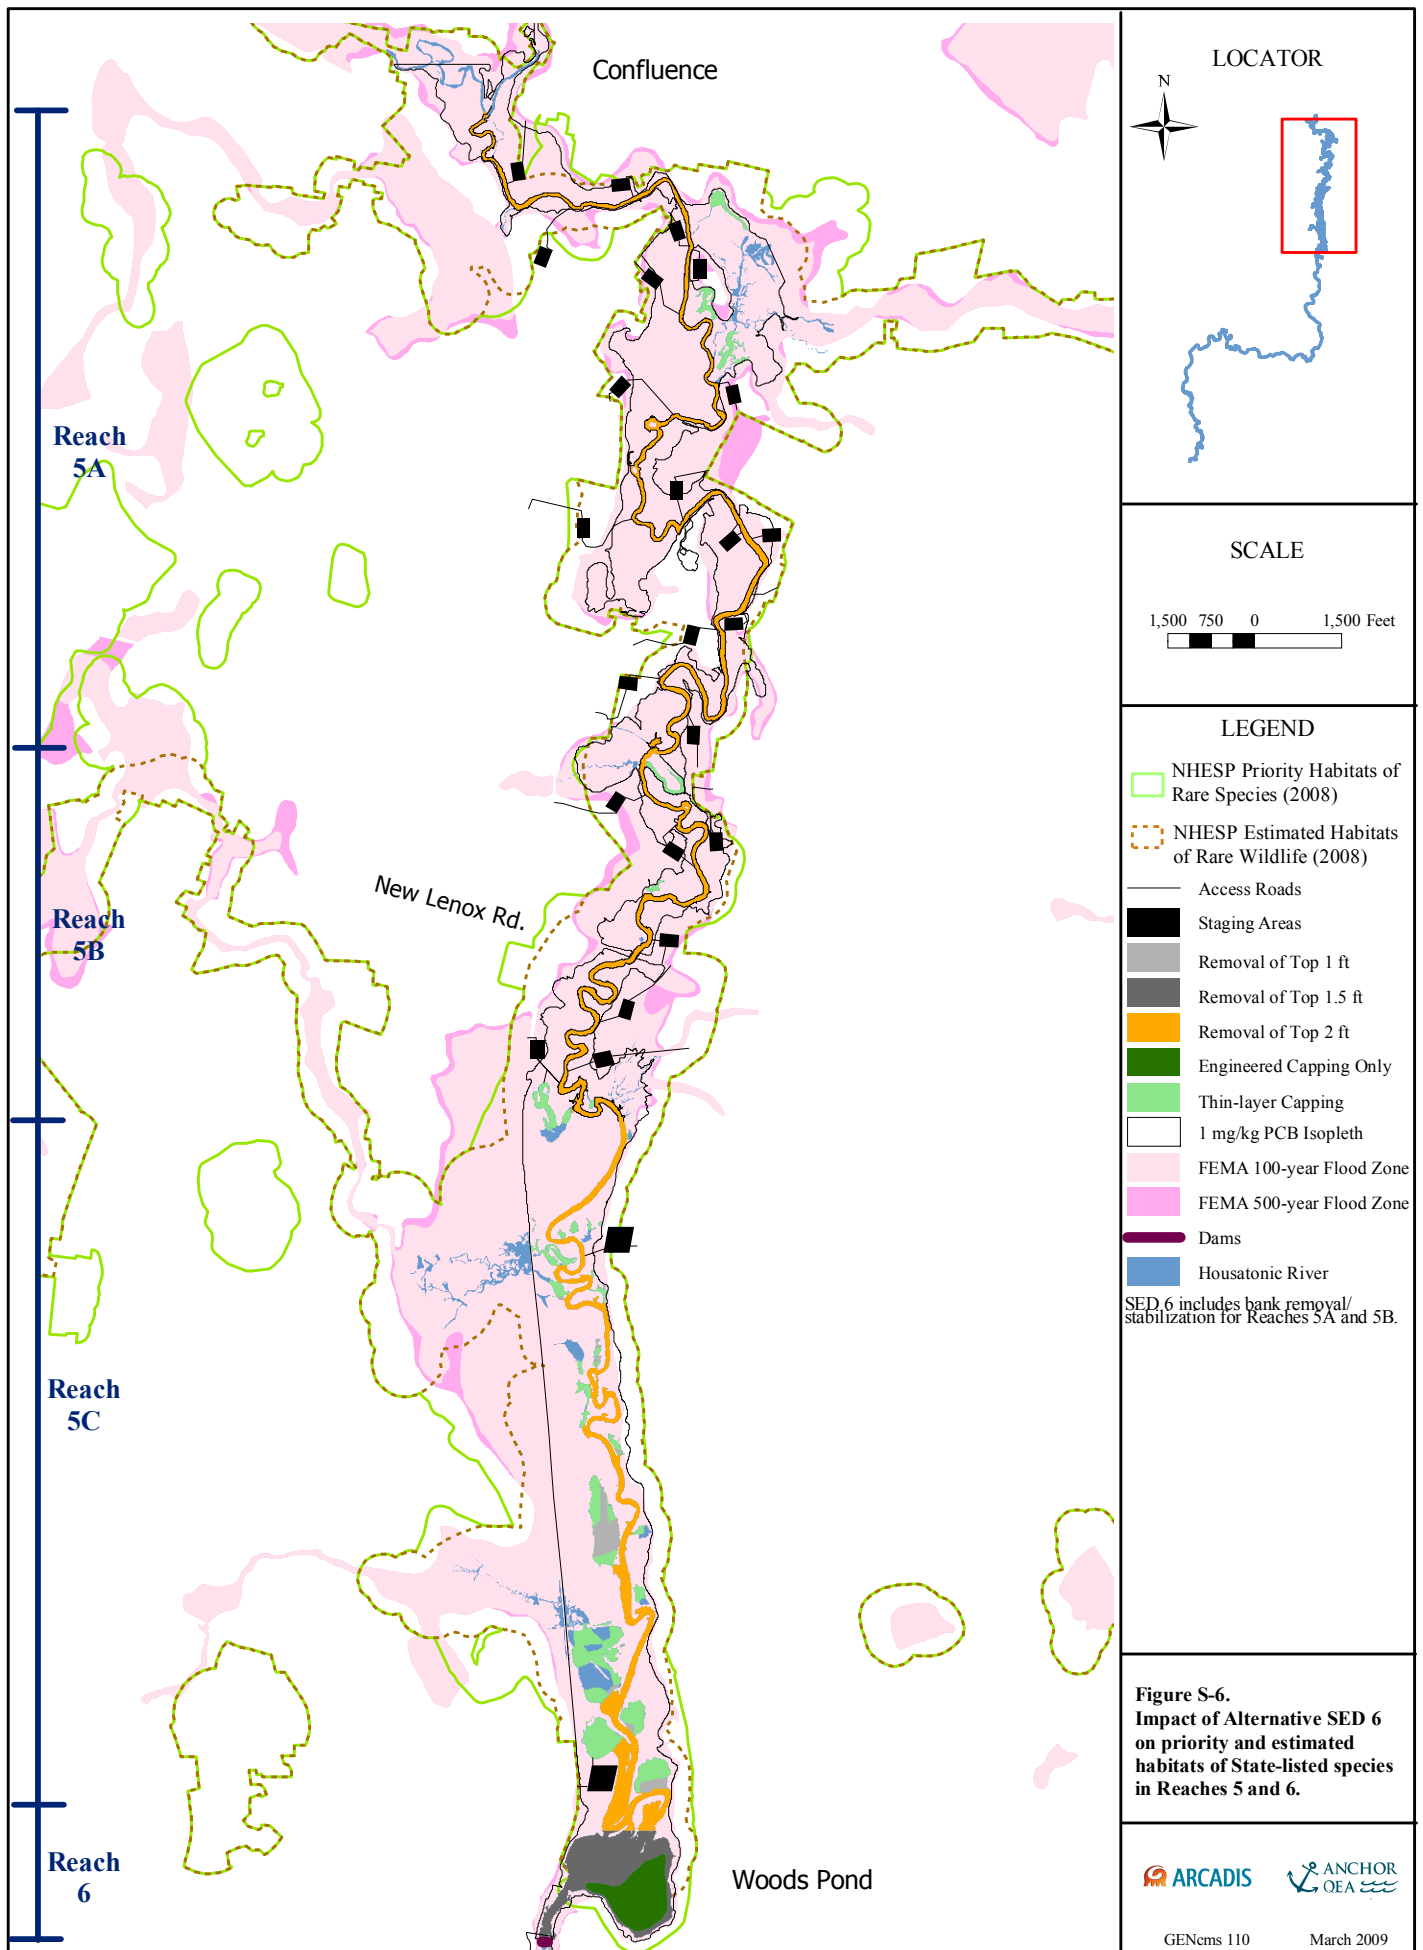 Confluence
Reach
5A
Reach
5B
New Lenox Rd.
Reach
5C
Reach
6
Woods Pond
LOCATOR
N
SCALE
1,500 750 0 1,500 Feet
LEGEND
NHESP Priority Habitats of
Rare Species (2008)
NHESP Estimated Habitats
of Rare Wildlife (2008)
Access Roads
Staging Areas
Removal of Top 1 ft
Removal of Top 1.5 ft
Removal of Top 2 ft
Engineered Capping Only
Thin-layer Capping
1 mg/kg PCB Isopleth
FEMA 100-year Flood Zone
FEMA 500-year Flood Zone
Dams
Housatonic River
SED 6 includes bank removal/
stabilization for Reaches 5A and 5B.
Figure S-6.
Impact of Alternative SED 6
on priority and estimated
habitats of State-listed species
in Reaches 5 and 6.
ARCADIS
ANCHOR
QEA
GENcms 110 March 2009